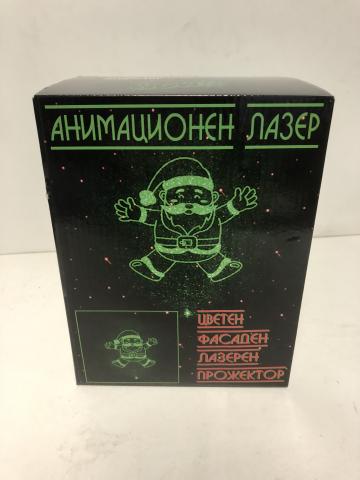 АНИМАЦИОНЕН ЛАЗЕР
ЦВЕТЕН
ФАСАДЕН
ЛАЗЕРЕН
ПРОЖЕКТОР